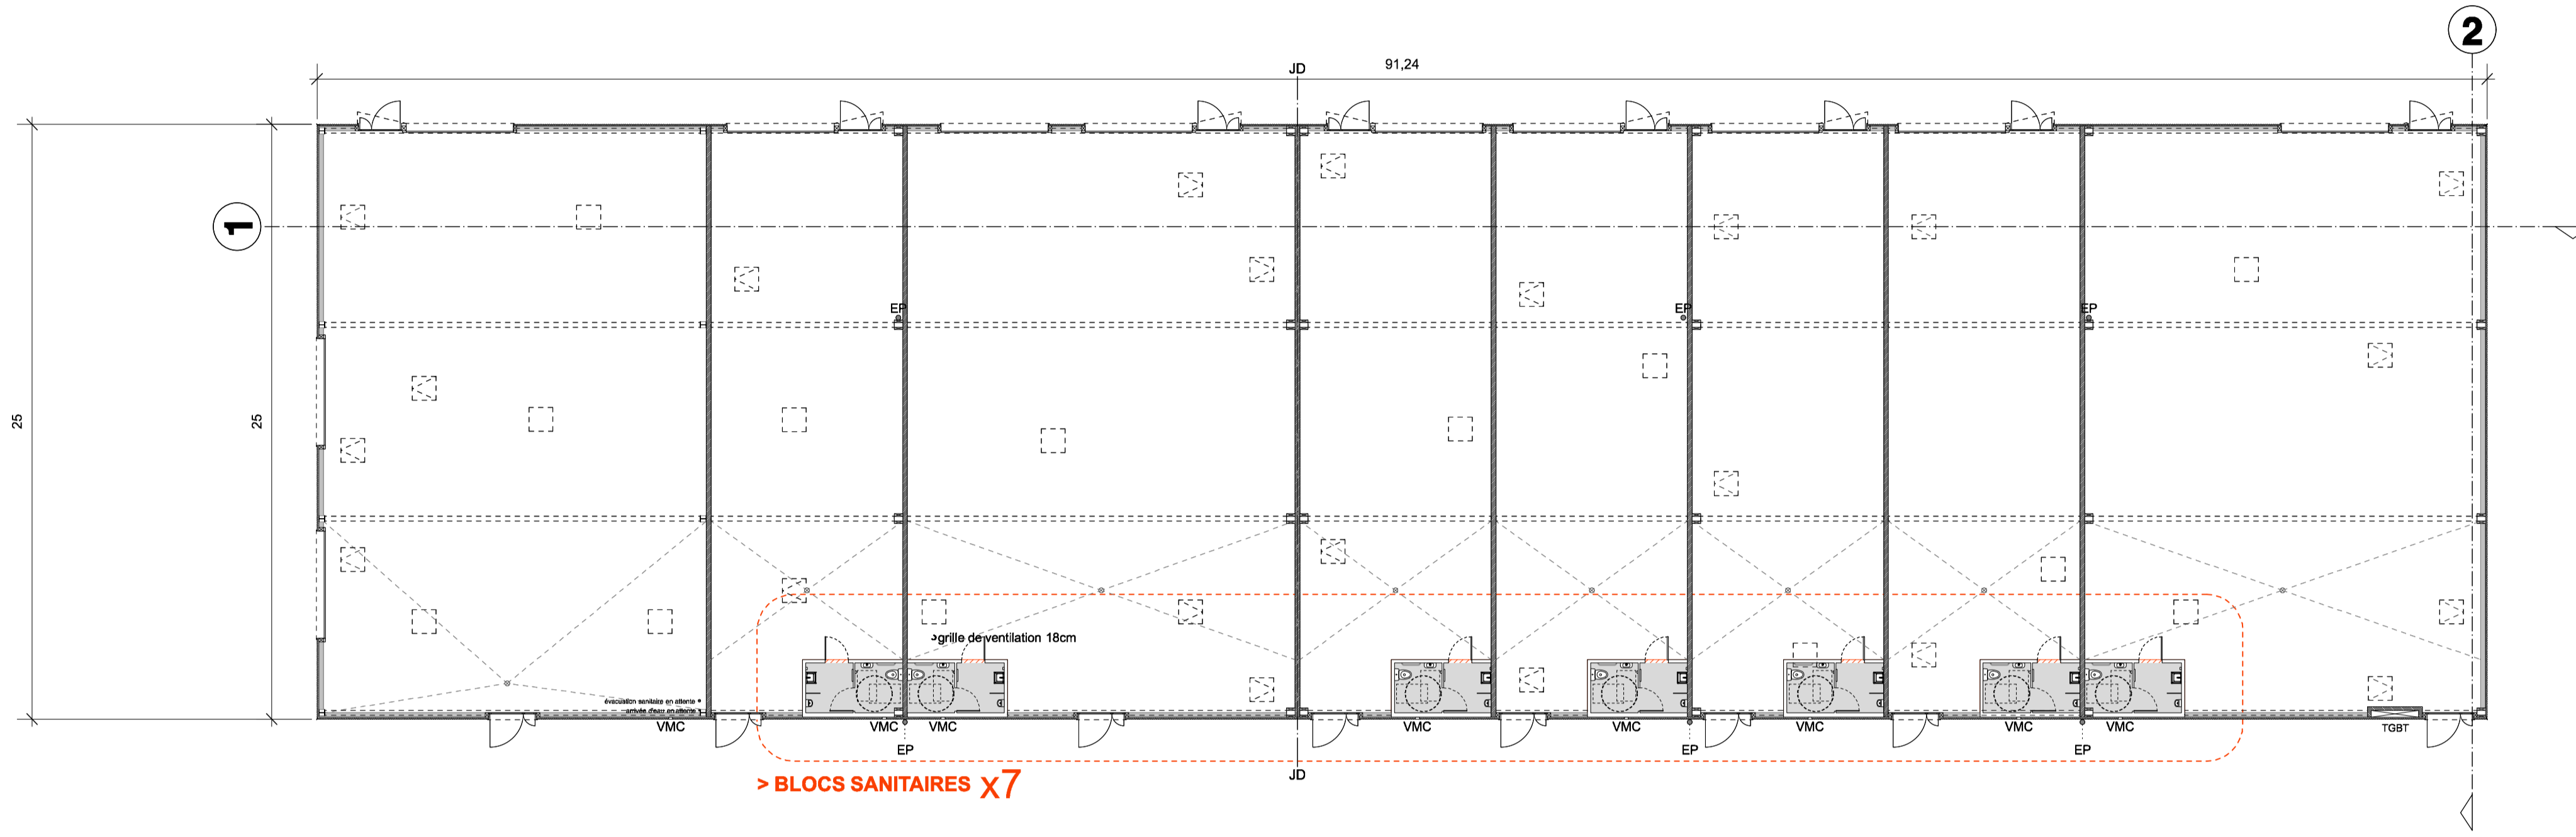 2
91,24
JD
1
EP
EP
EP
25
25
grille de ventilation 18cm
évacuation sanitaire en attente
arrivée d'eau en attente
VMC
VMC
VMC
VMC
VMC
VMC
VMC
VMC
TGBT
EP
EP
EP
JD
> BLOCS SANITAIRES x7